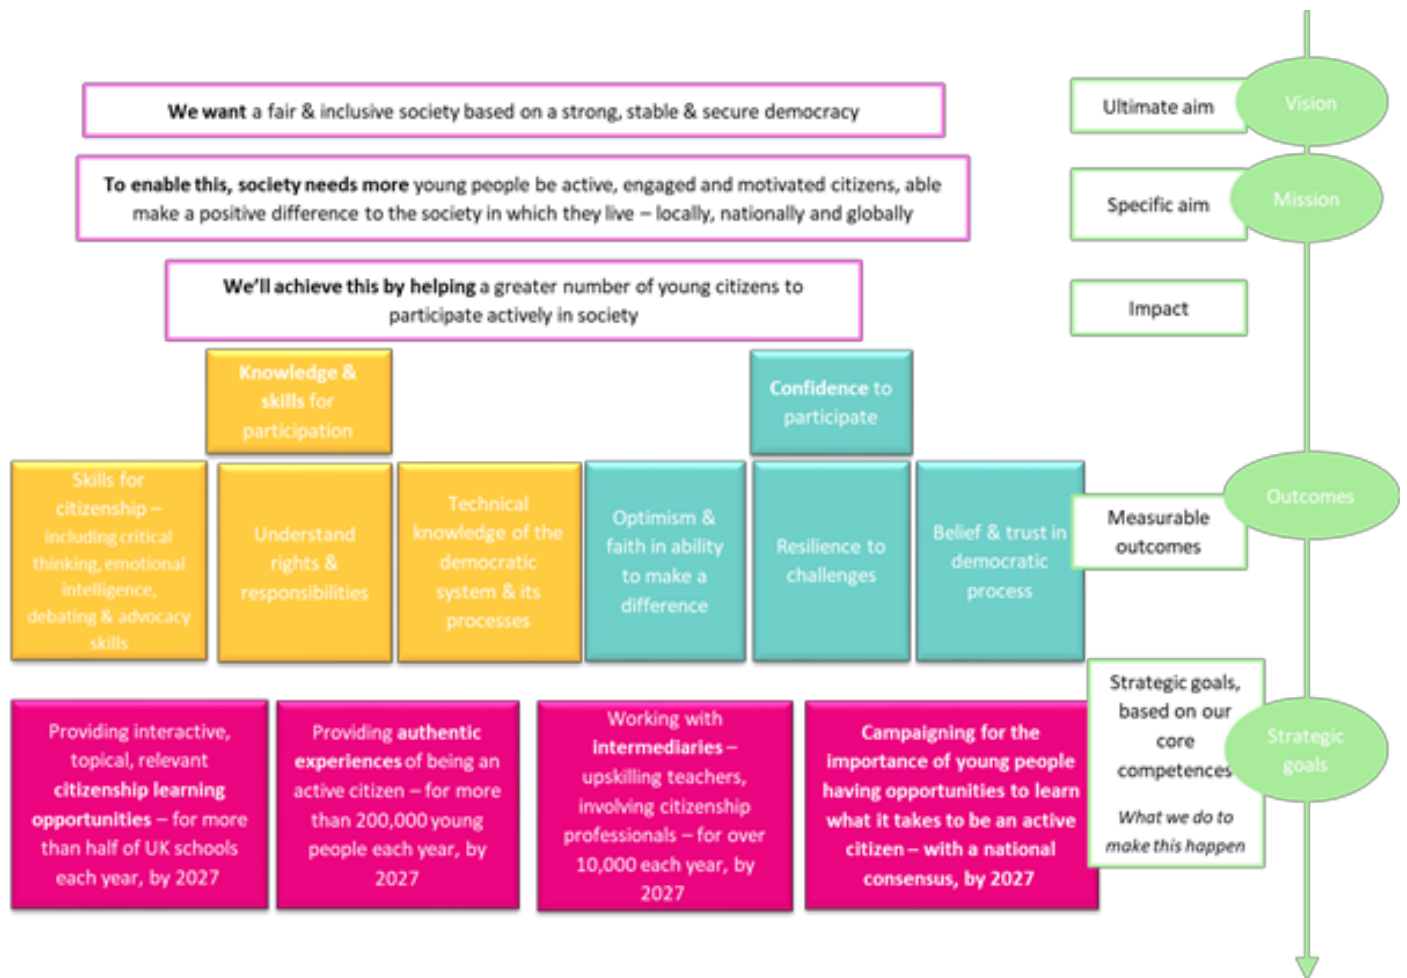 We want a fair & inclusive society based on a strong, stable & secure democracy
Ultimate aim
Vision
To enable this, society needs more young people be active, engaged and motivated citizens, able
make a positive difference to the society in which they live – locally, nationally and globally
Specific aim
Mission
We'll achieve this by helping a greater number of young citizens to
participate actively in society
Impact
Knowledge &
skills for
participation
Confidence to
participate
Skills for
citizenship –
including critical
thinking, emotional
intelligence,
debating & advocacy
skills
Understand
rights &
responsibilities
Technical
knowledge of the
democratic
system & its
processes
Optimism &
faith in ability
to make a
difference
Resilience to
challenges
Belief & trust in
democratic
process
Measurable
outcomes
Outcomes
Providing interactive,
topical, relevant
citizenship learning
opportunities – for more
than half of UK schools
each year, by 2027
Providing authentic
experiences of being an
active citizen – for more
than 200,000 young
people each year, by
2027
Working with
intermediaries –
upskilling teachers,
involving citizenship
professionals – for over
10,000 each year, by
2027
Campaigning for the
importance of young people
having opportunities to learn
what it takes to be an active
citizen – with a national
consensus, by 2027
Strategic goals,
based on our
core
competences
What we do to
make this happen
Strategic
goals